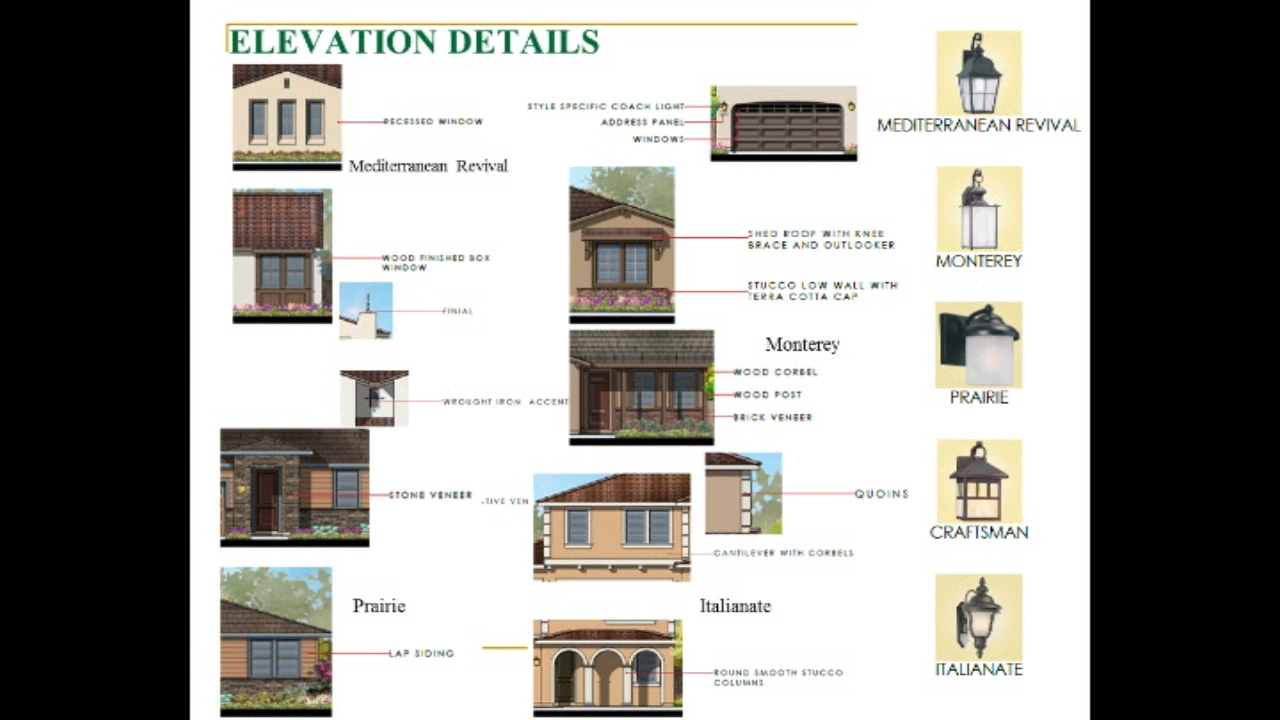 ELEVATION DETAILS
RECESSED WINDOW
Mediterranean Revival
STYLE SPECIFIC COACH LIGHT
ADDRESS PANEL
WINDOWS
MEDITERRANEAN REVIVAL
WOOD FINISHED BOX
WINDOW
FINIAL
SHED ROOF WITH KNEE
BRACE AND OUTLOOKER
STUCCO LOW WALL WITH
TERRA COTTA CAP
MONTEREY
Monterey
WROUGHT IRON ACCENT
WOOD CORBEL
WOOD POST
BRICK VENEER
PRAIRIE
STONE VENEER
TIVE VEN
QUOINS
CANTILEVER WITH CORBELS
CRAFTSMAN
Prairie
Italianate
LAP SIDING
ROUND SMOOTH STUCCO
COLUMNS
ITALIANATE